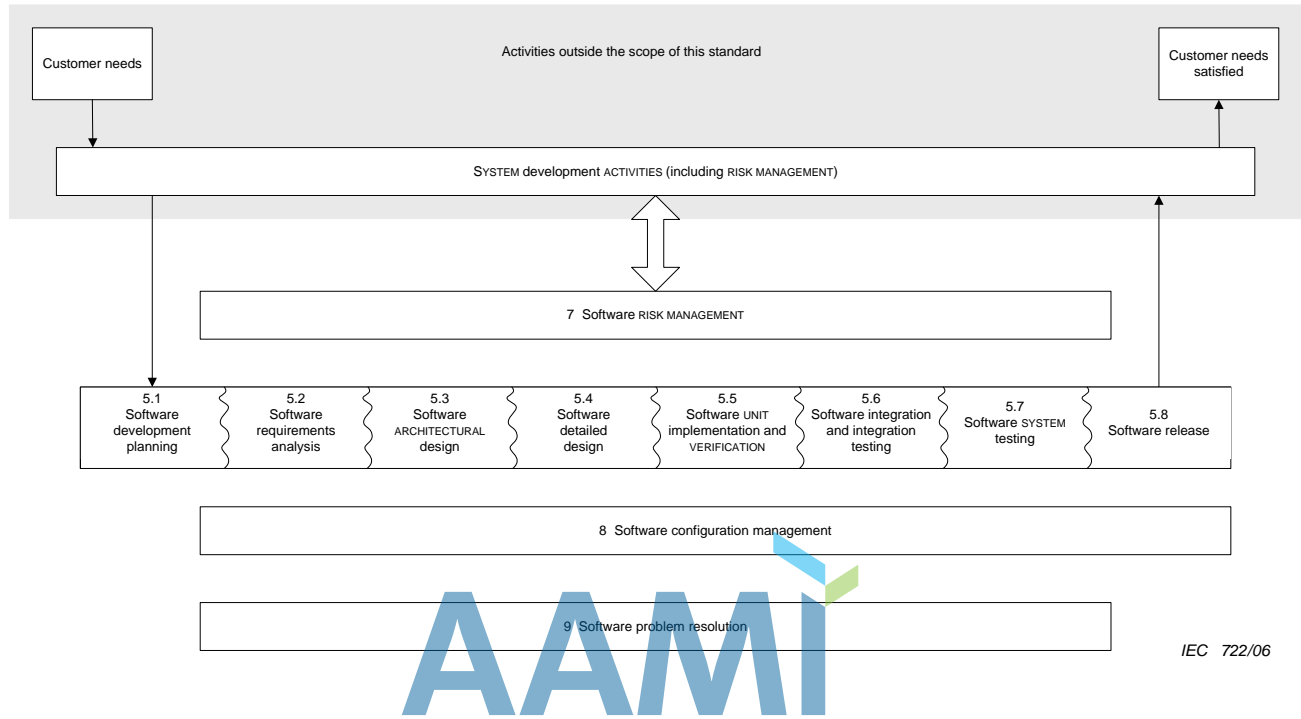 Activities outside the scope of this standard
Customer needs
Customer needs
satisfied
SYSTEM development ACTIVITIES (including RISK MANAGEMENT)
7 Software RISK MANAGEMENT
5.1
Software
development
planning
5.2
Software
requirements
analysis
5.3
Software
ARCHITECTURAL
design
5.4
Software
detailed
design
5.5
Software UNIT
implementation and
VERIFICATION
5.6
Software integration
and integration
testing
5.7
Software SYSTEM
testing
5.8
Software release
8 Software configuration management
9 Software problem resolution
AAMI
IEC 722/06